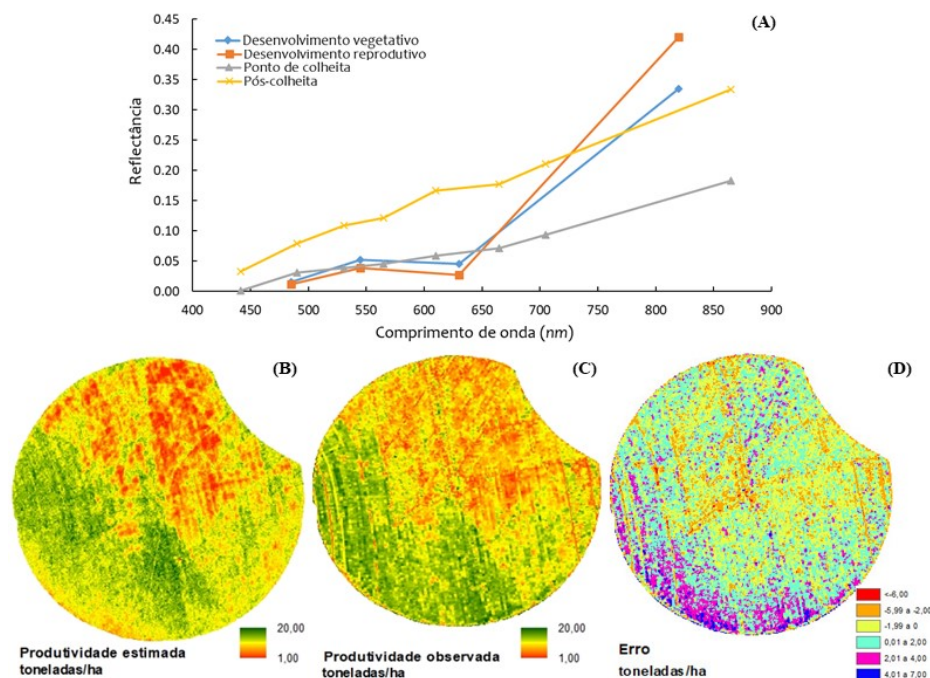 (A)
0.45
0.40
0.35
0.30
0.25
0.20
0.15
0.10
0.05
0.00
Reflectância
Desenvolvimento vegetativo
Desenvolvimento reprodutivo
Ponto de colheita
Pós-colheita
400 450 500 550 600 650 700 750 800 850 900
Comprimento de onda (nm)
(B)
20,00
1,00
Produtividade estimada
toneladas/ha
(C)
20,00
1,00
Produtividade observada
toneladas/ha
(D)
Erro
toneladas/ha
<-6,00
-5,99 a -2,00
-1,99 a 0
0,01 a 2,00
2,01 a 4,00
4,01 a 7,00